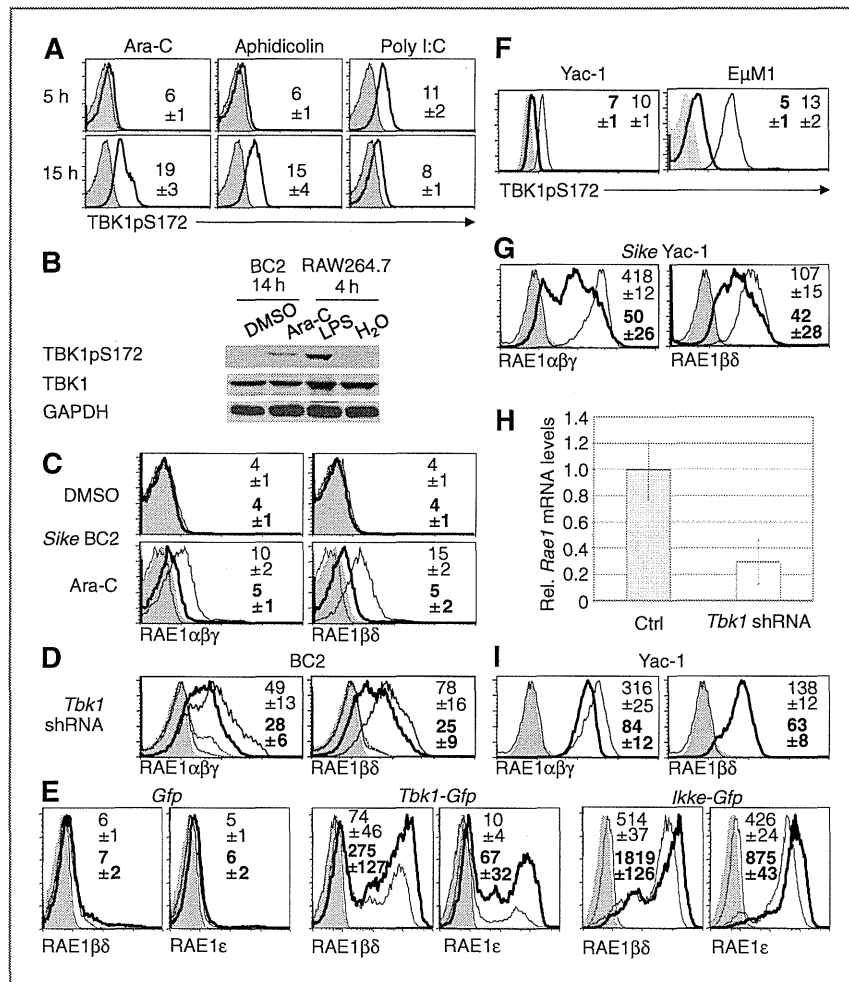 A
Ara-C Aphidicolin Poly I:C
5 h
6 ±1
6 ±1
11 ±2
15 h
19 ±3
15 ±4
8 ±1
TBK1pS172
B
BC2 RAW264.7
14 h 4 h
DMSO Ara-C LPS H2O
TBK1pS172
TBK1
GAPDH
C
DMSO
4 ±1
4 ±1
4 ±1
4 ±1
Sike BC2
Ara-C
10 ±2
5 ±1
15 ±2
5 ±2
RAE1αβγ RAE1βδ
D
BC2
Tbk1 shRNA
49 ±13
28 ±6
78 ±16
25 ±9
RAE1αβγ RAE1βδ
E
Gfp Tbk1-Gfp Ikke-Gfp
6 ±1
7 ±2
5 ±1
6 ±2
74 ±46
275 ±127
10 ±4
67 ±32
514 ±37
1819 ±126
426 ±24
875 ±43
RAE1βδ RAE1ε RAE1βδ RAE1ε RAE1βδ RAE1ε
F
Yac-1 EμM1
7 ±1
10 ±1
5 ±1
13 ±2
TBK1pS172
G
Sike Yac-1
418 ±12
50 ±26
107 ±15
42 ±28
RAE1αβγ RAE1βδ
H
Rel. Rae1 mRNA levels
1.4
1.2
1.0
0.8
0.6
0.4
0.2
0
Ctrl Tbk1 shRNA
I
Yac-1
316 ±25
84 ±12
138 ±12
63 ±8
RAE1αβγ RAE1βδ